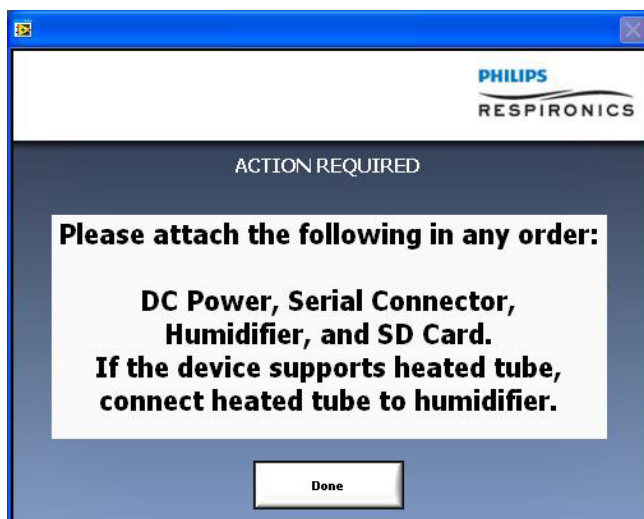 PHILIPS
RESPIRONICS
ACTION REQUIRED
Please attach the following in any order:
DC Power, Serial Connector,
Humidifier, and SD Card.
If the device supports heated tube,
connect heated tube to humidifier.
Done